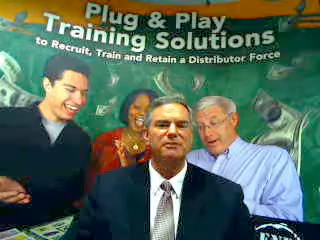 Plug & Play
Training Solutions
to Recruit, Train and Retain a Distributor Force